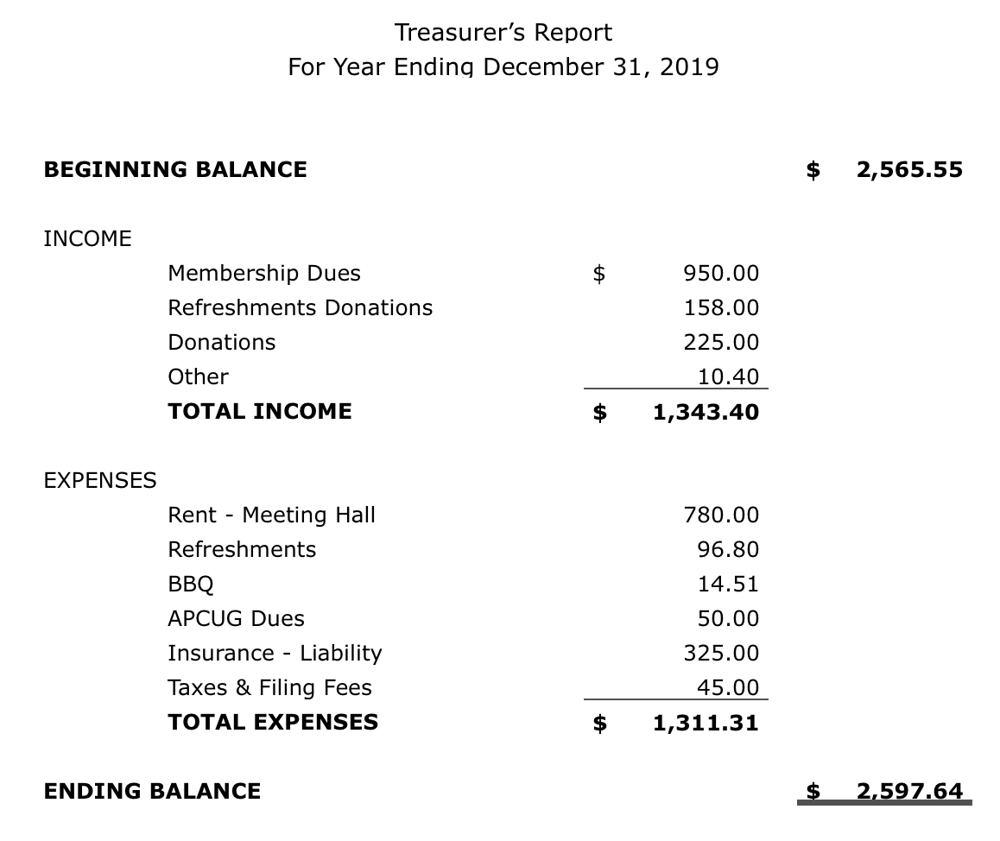 Treasurer’s Report
For Year Ending December 31, 2019
BEGINNING BALANCE $ 2,565.55
INCOME
Membership Dues $ 950.00
Refreshments Donations 158.00
Donations 225.00
Other 10.40
TOTAL INCOME $ 1,343.40
EXPENSES
Rent - Meeting Hall 780.00
Refreshments 96.80
BBQ 14.51
APCUG Dues 50.00
Insurance - Liability 325.00
Taxes & Filing Fees 45.00
TOTAL EXPENSES $ 1,311.31
ENDING BALANCE $ 2,597.64